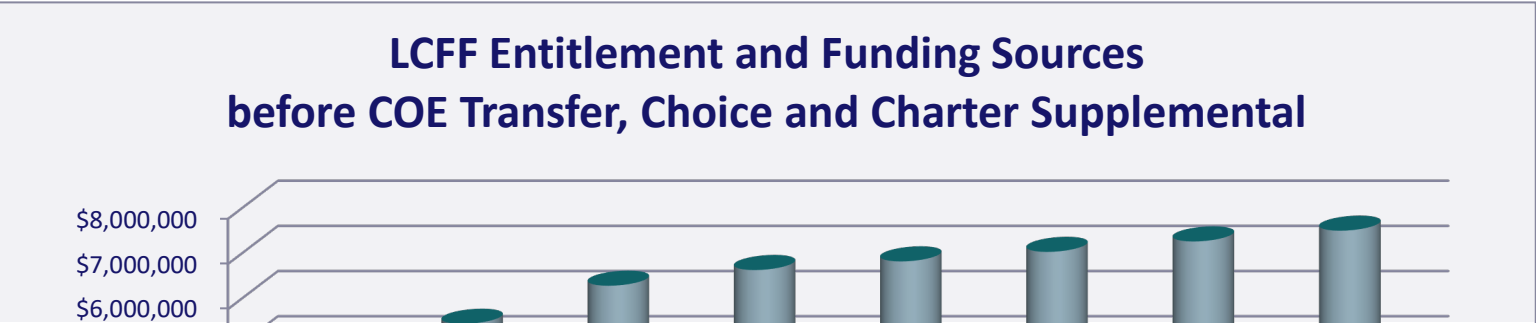 LCFF Entitlement and Funding Sources
before COE Transfer, Choice and Charter Supplemental
$8,000,000
$7,000,000
$6,000,000